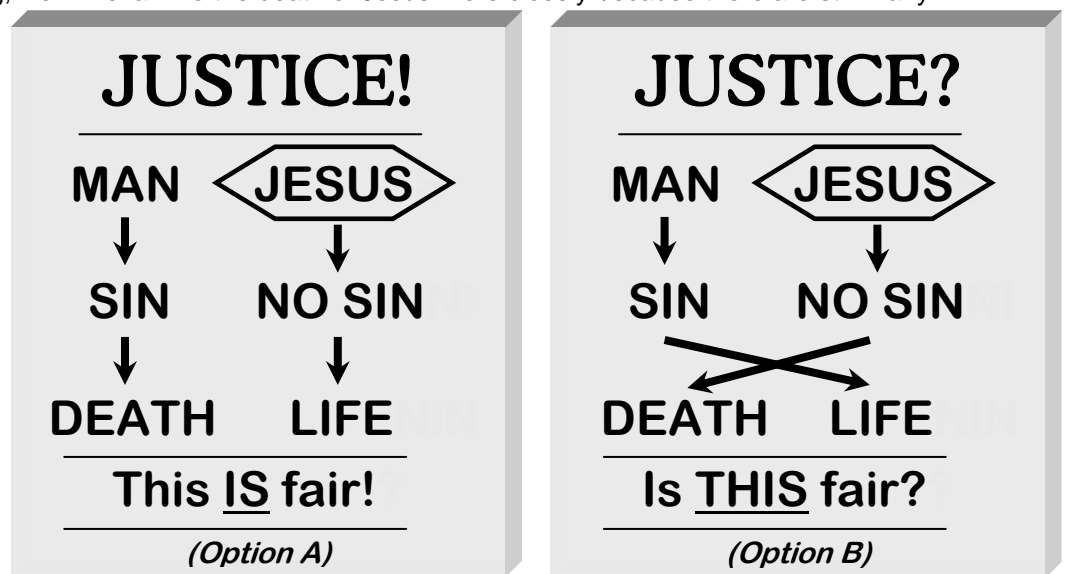 JUSTICE!
MAN JESUS
SIN NO SIN
DEATH LIFE
This IS fair!
(Option A)
JUSTICE?
MAN JESUS
SIN NO SIN
DEATH LIFE
Is THIS fair?
(Option B)